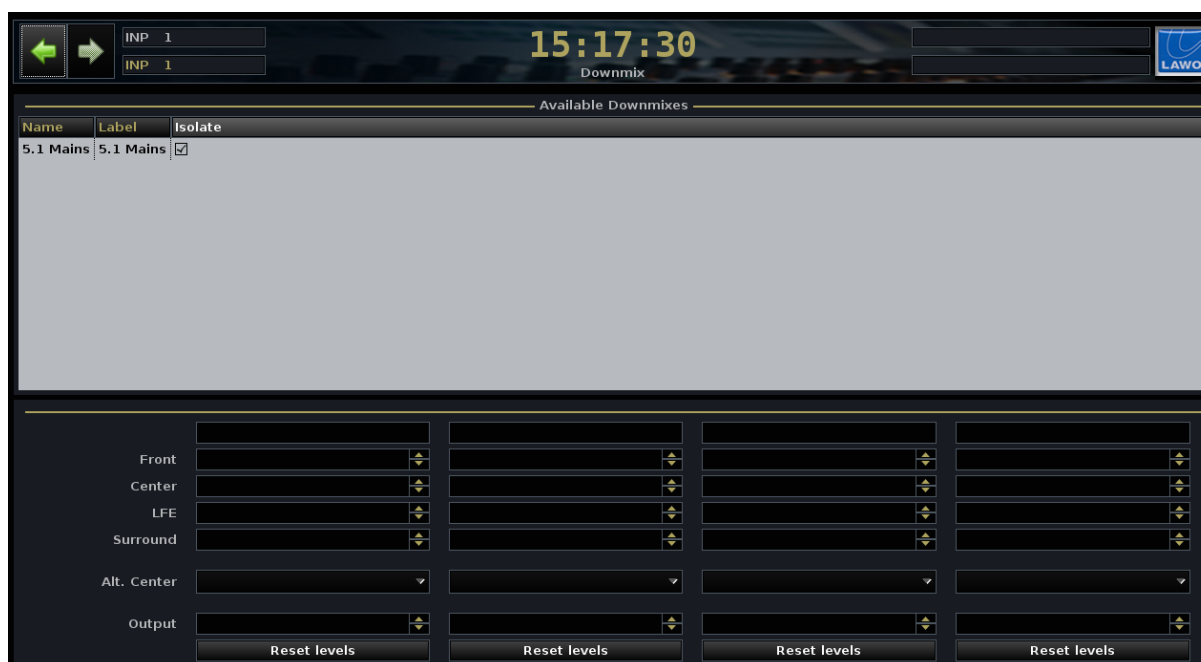 INP 1
INP 1
15:17:30
Downmix
LAWO
Available Downmixes
Name Label Isolate
5.1 Mains 5.1 Mains
Front
Center
LFE
Surround
Alt. Center
Output
Reset levels Reset levels Reset levels Reset levels